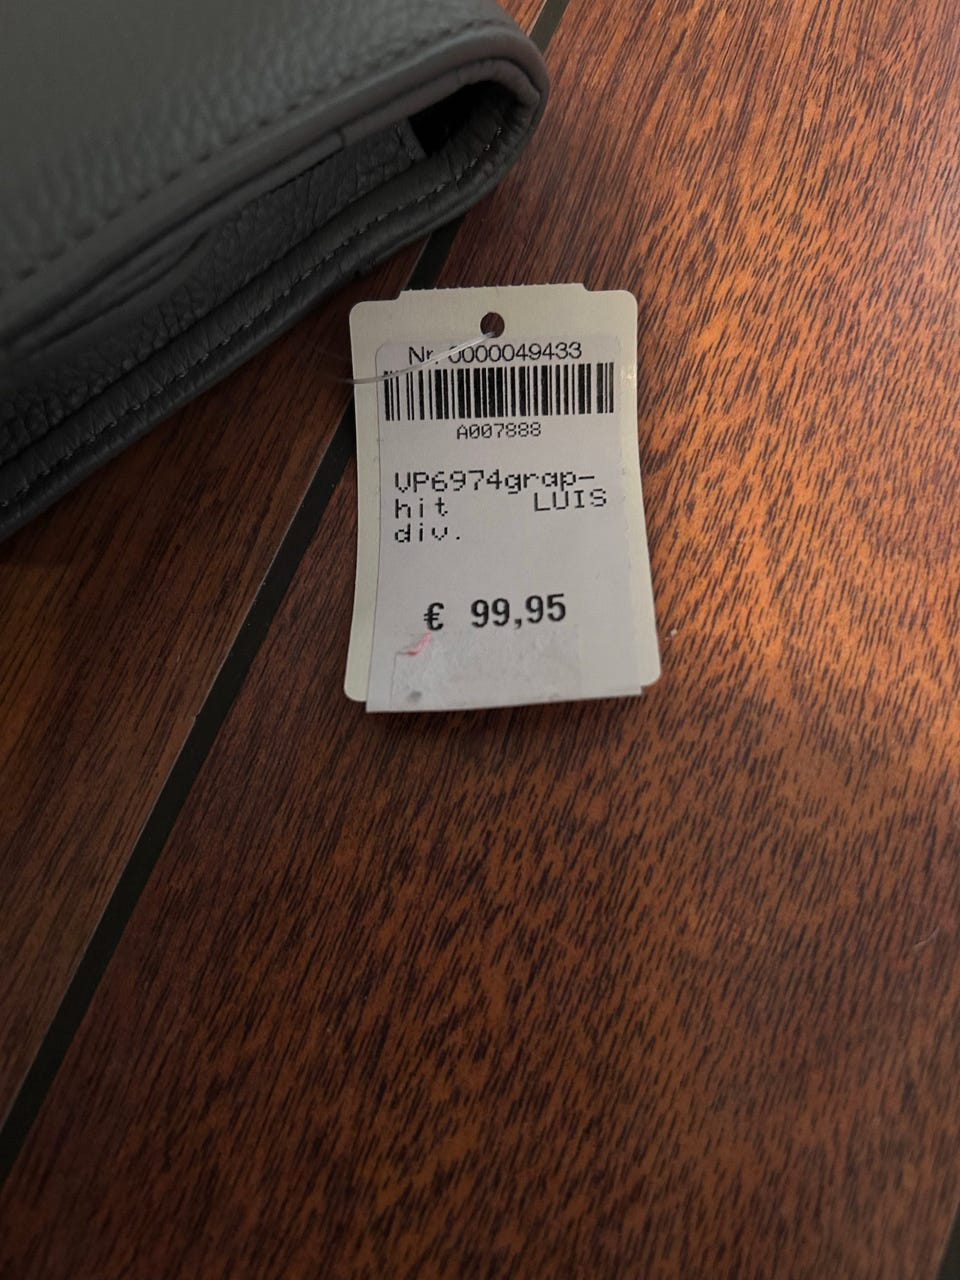 Nr. 0000049433
A007888
VP6974grap-
hit LUIS
div.
€ 99,95